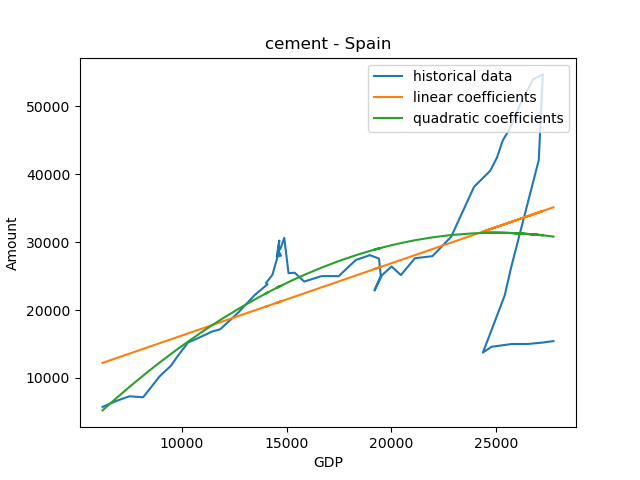 cement - Spain
historical data
linear coefficients
quadratic coefficients
50000
40000
30000
20000
10000
Amount
10000 15000 20000 25000
GDP